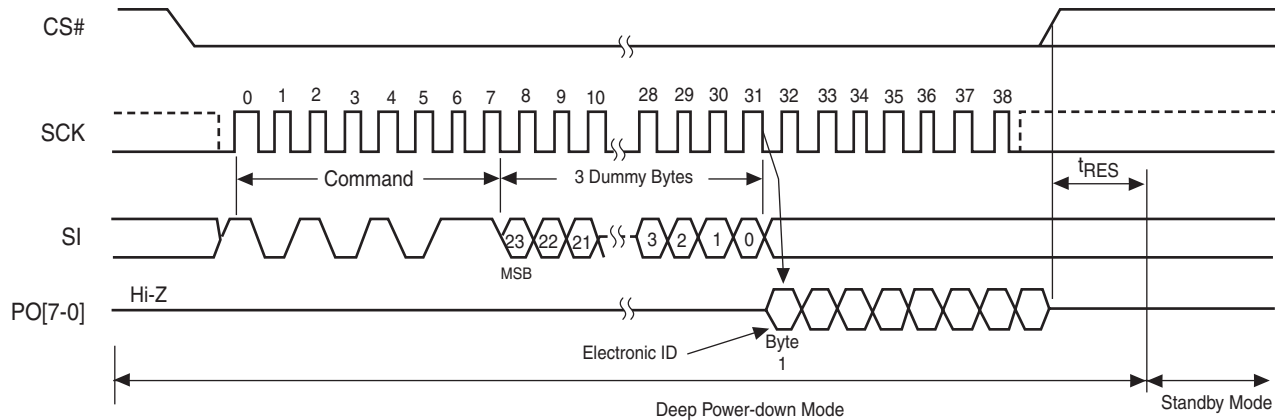 CS#
0 1 2 3 4 5 6 7 8 9 10 28 29 30 31 32 33 34 35 36 37 38
SCK
Command
3 Dummy Bytes
tRES
SI
23 22 21 3 2 1 0
MSB
Hi-Z
PO[7-0]
Electronic ID
Byte
1
Deep Power-down Mode
Standby Mode